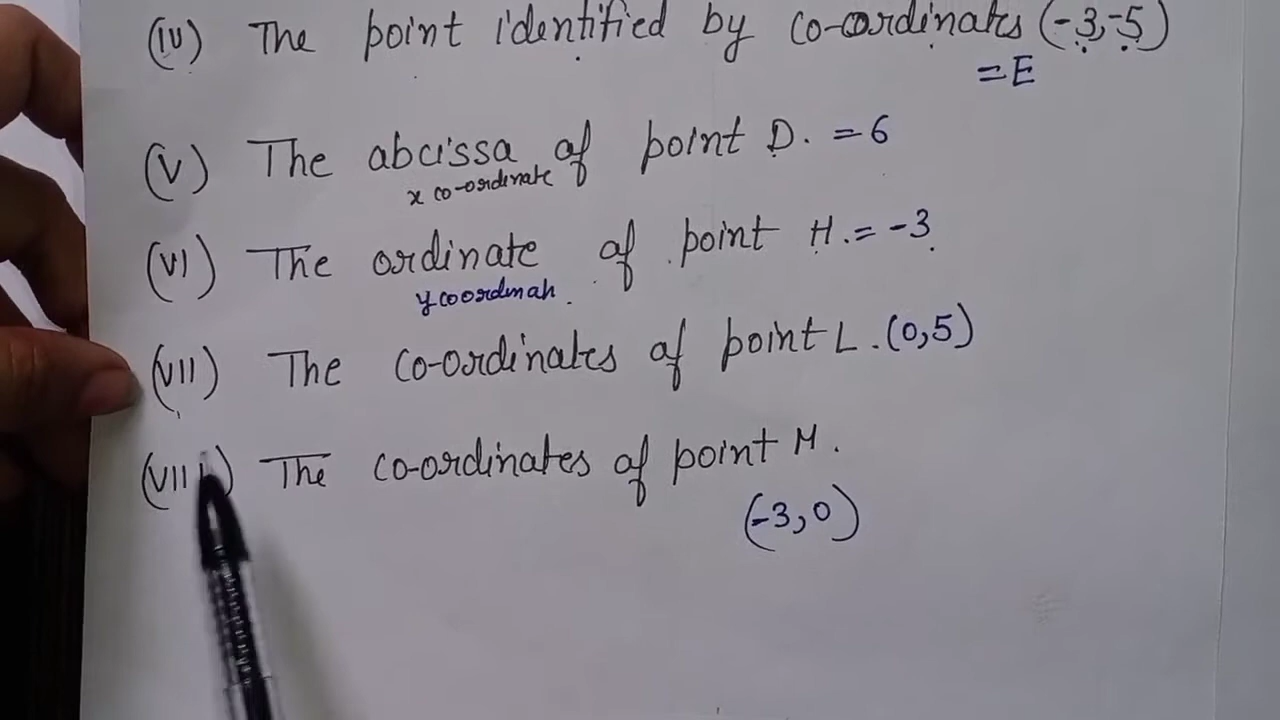 (iv) The point identified by co-ordinates (-3,-5)
= E
(v) The abcissa of point D. = 6
x co-ordinate
(vi) The ordinate of point H. = -3
y coordinate
(vii) The co-ordinates of point L. (0,5)
(viii) The co-ordinates of point M.
(-3,0)